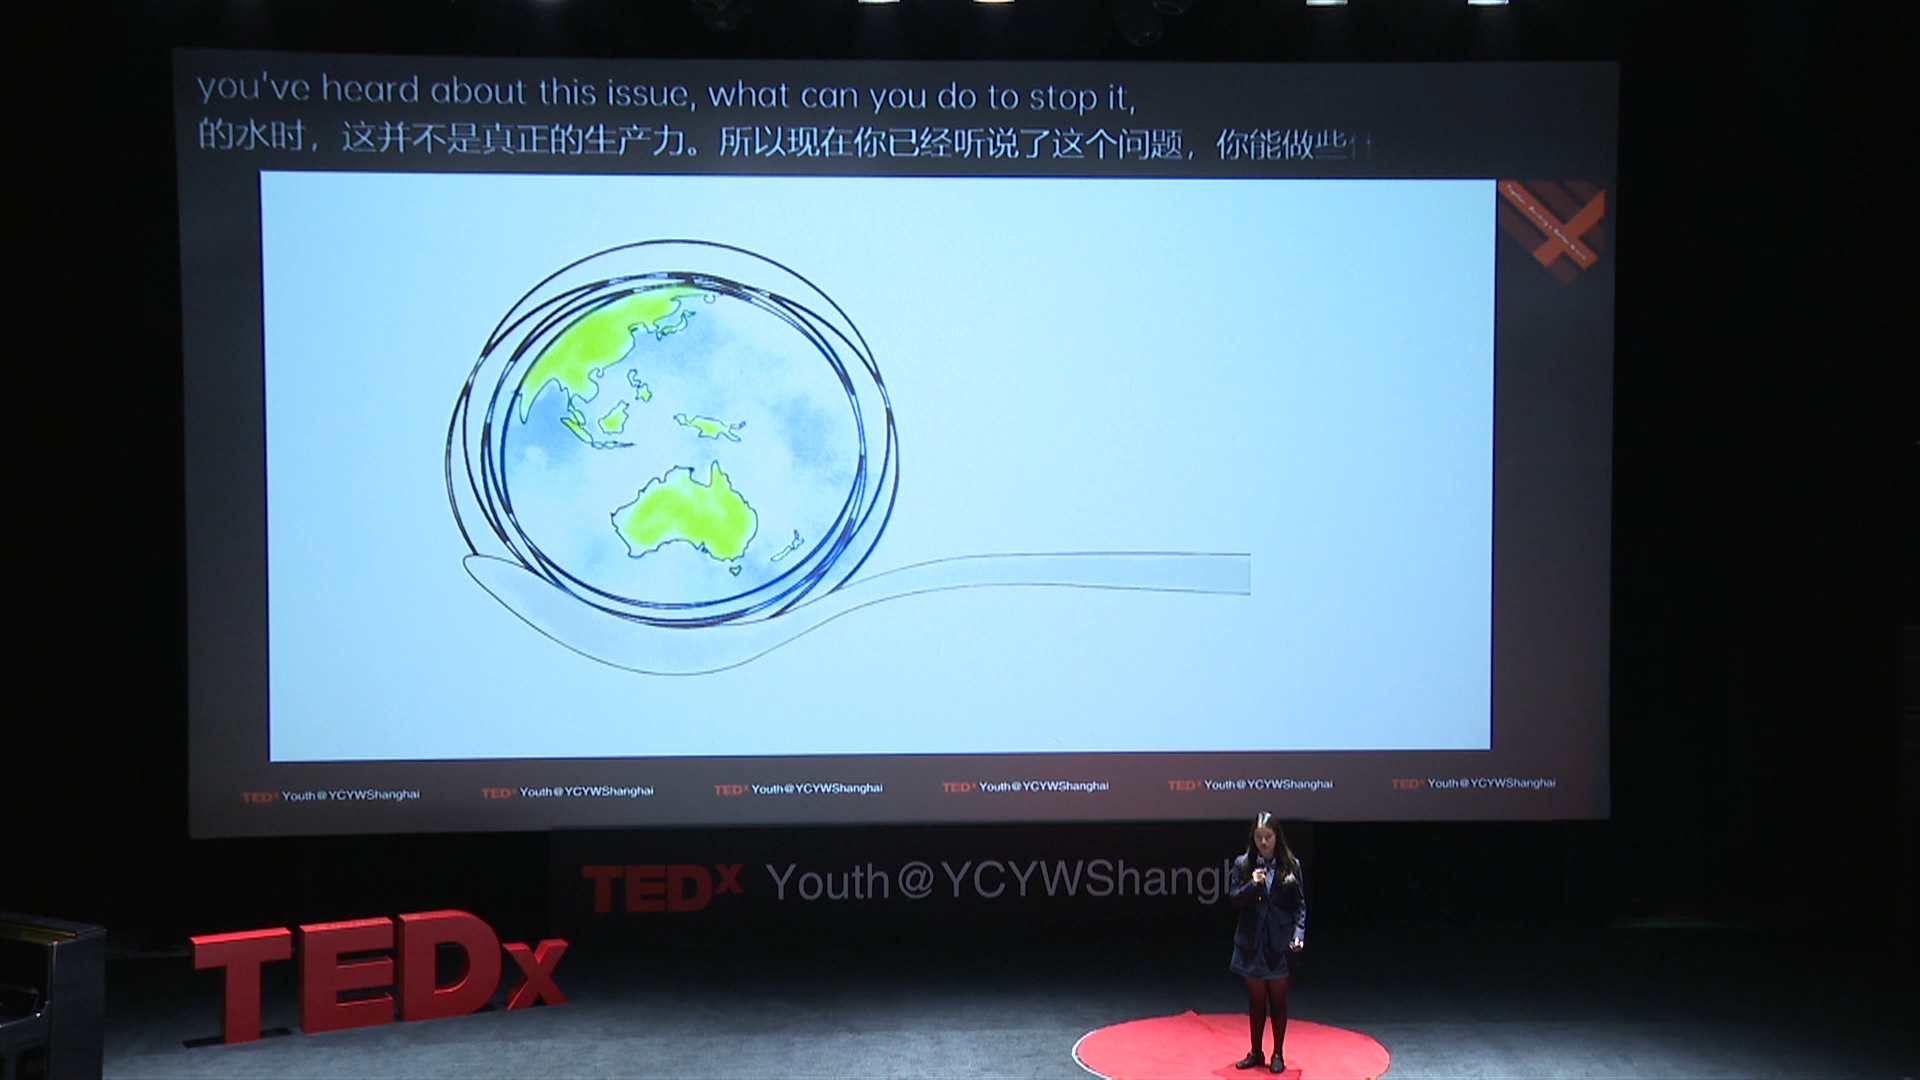 you've heard about this issue, what can you do to stop it,
的水时，这并不是真正的生产力。所以现在你已经听说了这个问题，你能做些什
TEDx Youth@YCYWShanghai
TEDx Youth@YCYWShanghai
TEDx Youth@YCYWShanghai
TEDx Youth@YCYWShanghai
TEDx Youth@YCYWShanghai
TEDx Youth@YCYWShanghai
TEDx Youth@YCYWShangh
TEDx